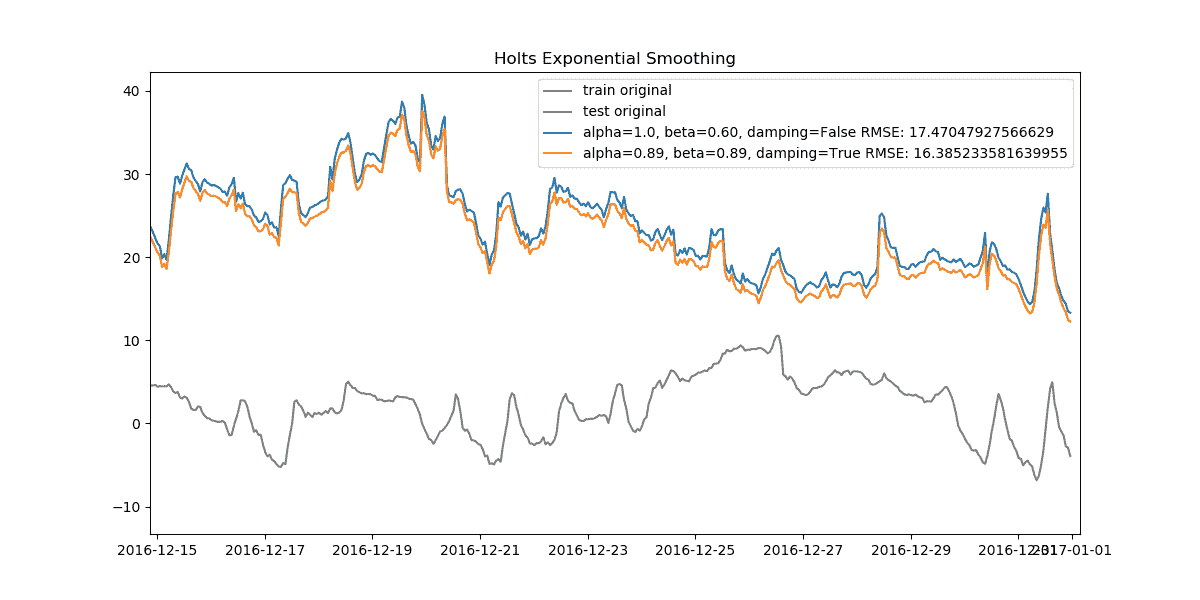 Holts Exponential Smoothing
train original
test original
alpha=1.0, beta=0.60, damping=False RMSE: 17.47047927566629
alpha=0.89, beta=0.89, damping=True RMSE: 16.385233581639955
40
30
20
10
0
−10
2016-12-15 2016-12-17 2016-12-19 2016-12-21 2016-12-23 2016-12-25 2016-12-27 2016-12-29 2016-12-31 2017-01-01